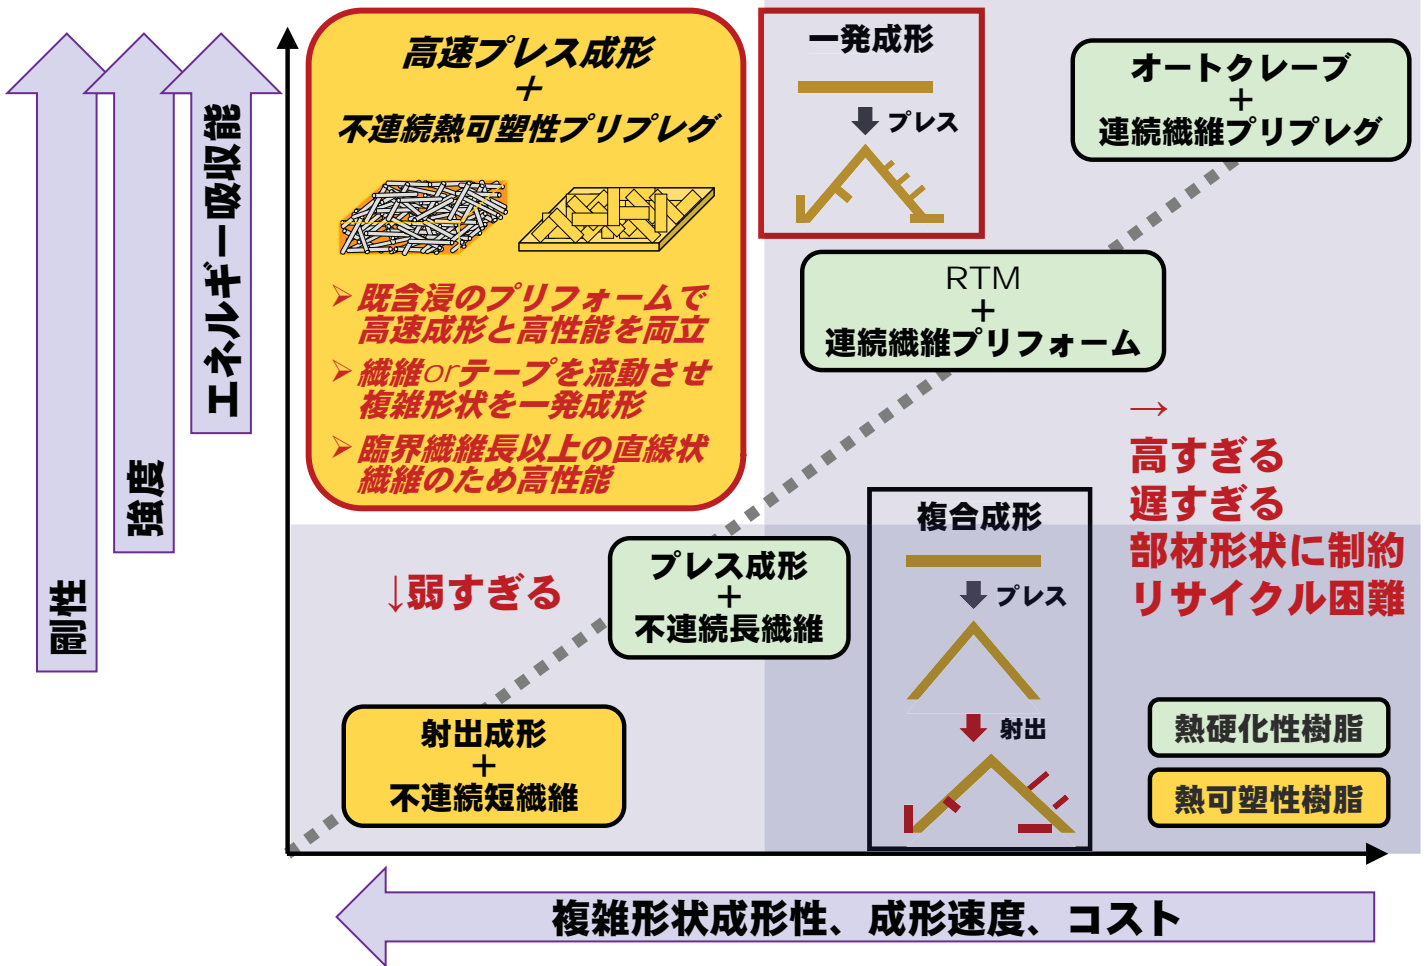 エネルギー吸収能
強度
剛性
高速プレス成形
＋
不連続熱可塑性プリプレグ
➢ 既含浸のプリフォームで
高速成形と高性能を両立
➢ 繊維orテープを流動させ
複雑形状を一発成形
➢ 臨界繊維長以上の直線状
繊維のため高性能
一発成形
プレス
オートクレーブ
＋
連続繊維プリプレグ
RTM
＋
連続繊維プリフォーム
→
高すぎる
遅すぎる
部材形状に制約
リサイクル困難
↓弱すぎる
プレス成形
＋
不連続長繊維
複合成形
プレス
射出
射出成形
＋
不連続短繊維
熱硬化性樹脂
熱可塑性樹脂
複雑形状成形性、成形速度、コスト